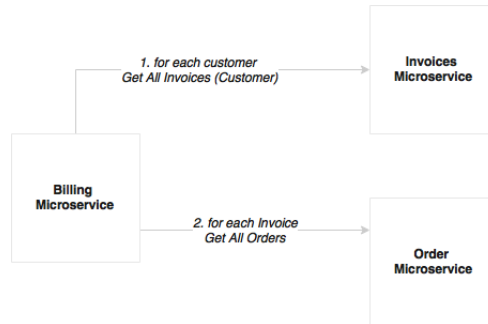 1. for each customer
Get All Invoices (Customer)
Invoices
Microservice
Billing
Microservice
2. for each Invoice
Get All Orders
Order
Microservice